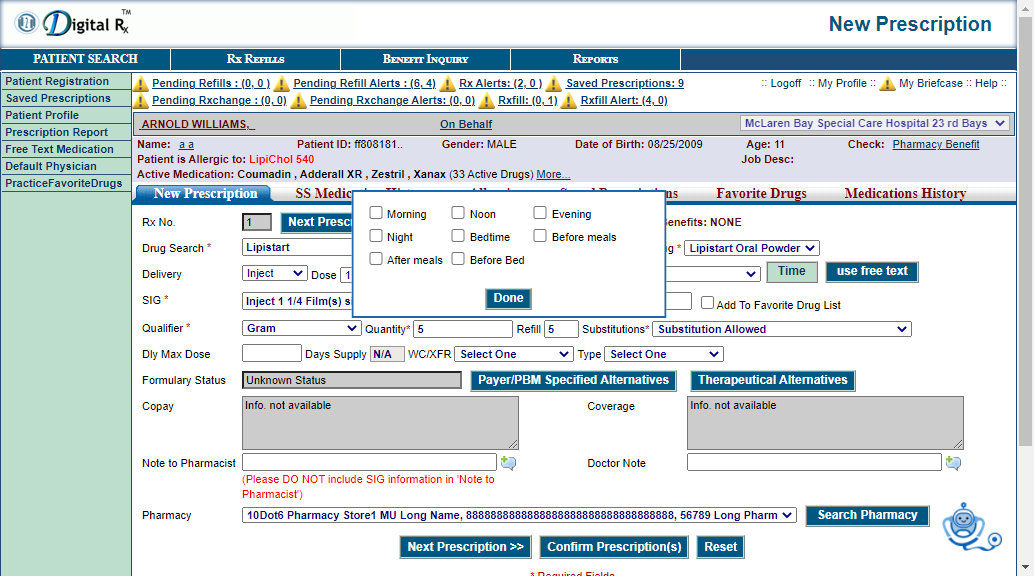 Digital Rx TM
New Prescription
PATIENT SEARCH RX REFILLS BENEFIT INQUIRY REPORTS
Patient Registration
Saved Prescriptions
Patient Profile
Prescription Report
Free Text Medication
Default Physician
PracticeFavoriteDrugs
Pending Refills : (0, 0 ) Pending Refill Alerts : (6, 4) Rx Alerts: (2, 0 ) Saved Prescriptions: 9
:: Logoff :: My Profile :: My Briefcase :: Help ::
Pending Rxchange : (0, 0) Pending Rxchange Alerts: (0, 0) Rxfill: (0, 1) Rxfill Alert: (4, 0)
ARNOLD WILLIAMS, On Behalf McLaren Bay Special Care Hospital 23 rd Bays
Name: a a Patient ID: ff808181.. Gender: MALE Date of Birth: 08/25/2009 Age: 11 Check: Pharmacy Benefit
Patient is Allergic to: LipiChol 540 Job Desc:
Active Medication: Coumadin , Adderall XR , Zestril , Xanax (33 Active Drugs) More...
New Prescription SS Medic Favorite Drugs Medications History
Morning Noon Evening
Night Bedtime Before meals
After meals Before Bed
Done
Rx No. 1 Next Presc enefits: NONE
Drug Search * Lipistart g * Lipistart Oral Powder
Delivery Inject Dose 1 Time use free text
SIG * Inject 1 1/4 Film(s) s Add To Favorite Drug List
Qualifier * Gram Quantity* 5 Refill 5 Substitutions* Substitution Allowed
Dly Max Dose Days Supply N/A WC/XFR Select One Type Select One
Formulary Status Unknown Status Payer/PBM Specified Alternatives Therapeutical Alternatives
Copay Info. not available Coverage Info. not available
Note to Pharmacist Doctor Note
(Please DO NOT include SIG information in 'Note to
Pharmacist')
Pharmacy 10Dot6 Pharmacy Store1 MU Long Name, 88888888888888888888888888888888888, 56789 Long Pharm Search Pharmacy
Next Prescription >> Confirm Prescription(s) Reset
* Required Fields